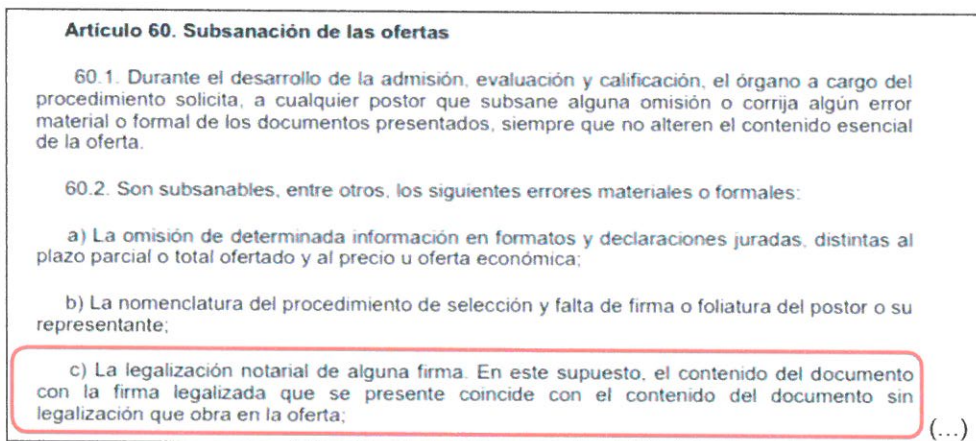 Artículo 60. Subsanación de las ofertas
60.1. Durante el desarrollo de la admisión, evaluación y calificación, el órgano a cargo del
procedimiento solicita, a cualquier postor que subsane alguna omisión o corrija algún error
material o formal de los documentos presentados, siempre que no alteren el contenido esencial
de la oferta.
60.2. Son subsanables, entre otros, los siguientes errores materiales o formales:
a) La omisión de determinada información en formatos y declaraciones juradas, distintas al
plazo parcial o total ofertado y al precio u oferta económica;
b) La nomenclatura del procedimiento de selección y falta de firma o foliatura del postor o su
representante;
c) La legalización notarial de alguna firma. En este supuesto, el contenido del documento
con la firma legalizada que se presente coincide con el contenido del documento sin
legalización que obra en la oferta;
(...)